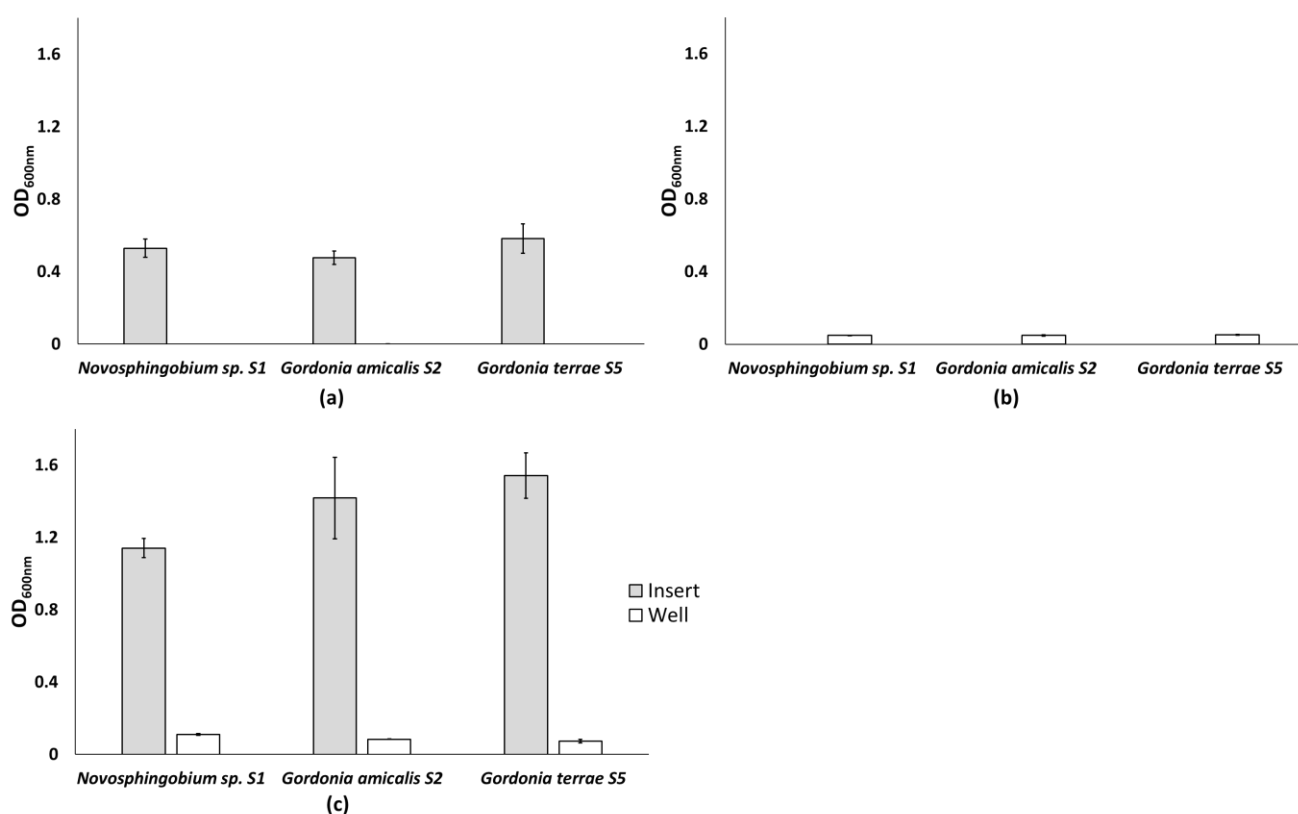 1.6
1.2
0.8
0.4
0
OD600nm
Novosphingobium sp. S1 Gordonia amicalis S2 Gordonia terrae S5
(a)
1.6
1.2
0.8
0.4
0
OD600nm
Novosphingobium sp. S1 Gordonia amicalis S2 Gordonia terrae S5
(b)
1.6
1.2
0.8
0.4
0
OD600nm
Novosphingobium sp. S1 Gordonia amicalis S2 Gordonia terrae S5
(c)
Insert
Well